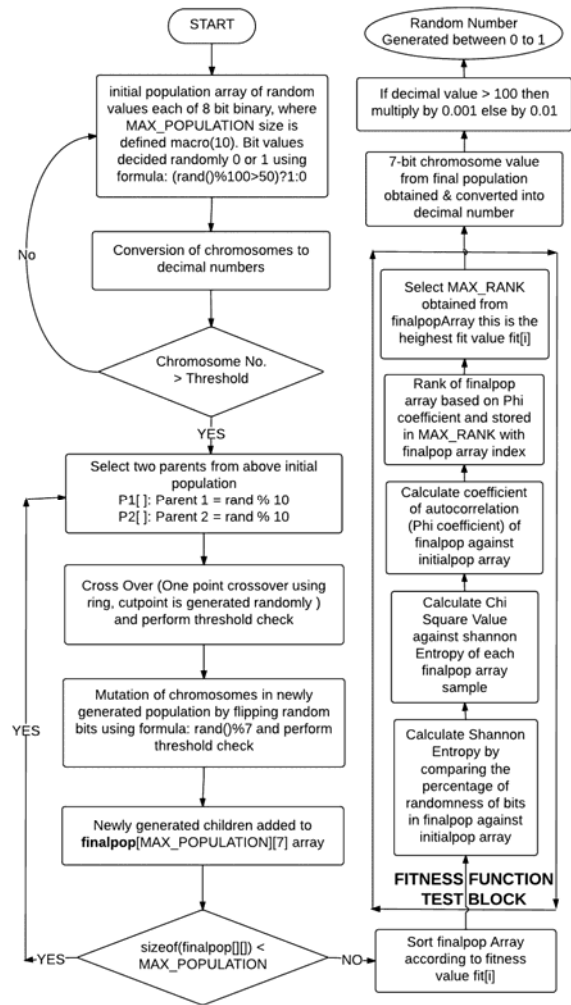 START
initial population array of random
values each of 8 bit binary, where
MAX_POPULATION size is
defined macro(10). Bit values
decided randomly 0 or 1 using
formula: (rand()%100>50)?1:0
No
Conversion of chromosomes to
decimal numbers
Chromosome No.
> Threshold
YES
Select two parents from above initial
population
P1[ ]: Parent 1 = rand % 10
P2[ ]: Parent 2 = rand % 10
Cross Over (One point crossover using
ring, cutpoint is generated randomly )
and perform threshold check
YES
Mutation of chromosomes in newly
generated population by flipping random
bits using formula: rand()%7 and perform
threshold check
Newly generated children added to
finalpop[MAX_POPULATION][7] array
YES
sizeof(finalpop[][]) <
MAX_POPULATION
NO
Sort finalpop Array
according to fitness
value fit[i]
FITNESS FUNCTION
TEST BLOCK
Calculate Shannon
Entropy by
comparing the
percentage of
randomness of bits
in finalpop against
initialpop array
Calculate Chi
Square Value
against shannon
Entropy of each
finalpop array
sample
Calculate coefficient
of autocorrelation
(Phi coefficient) of
finalpop against
initialpop array
Rank of finalpop
array based on Phi
coefficient and stored
in MAX_RANK with
finalpop array index
Select MAX_RANK
obtained from
finalpopArray this is the
heighest fit value fit[i]
7-bit chromosome value
from final population
obtained & converted into
decimal number
If decimal value > 100 then
multiply by 0.001 else by 0.01
Random Number
Generated between 0 to 1